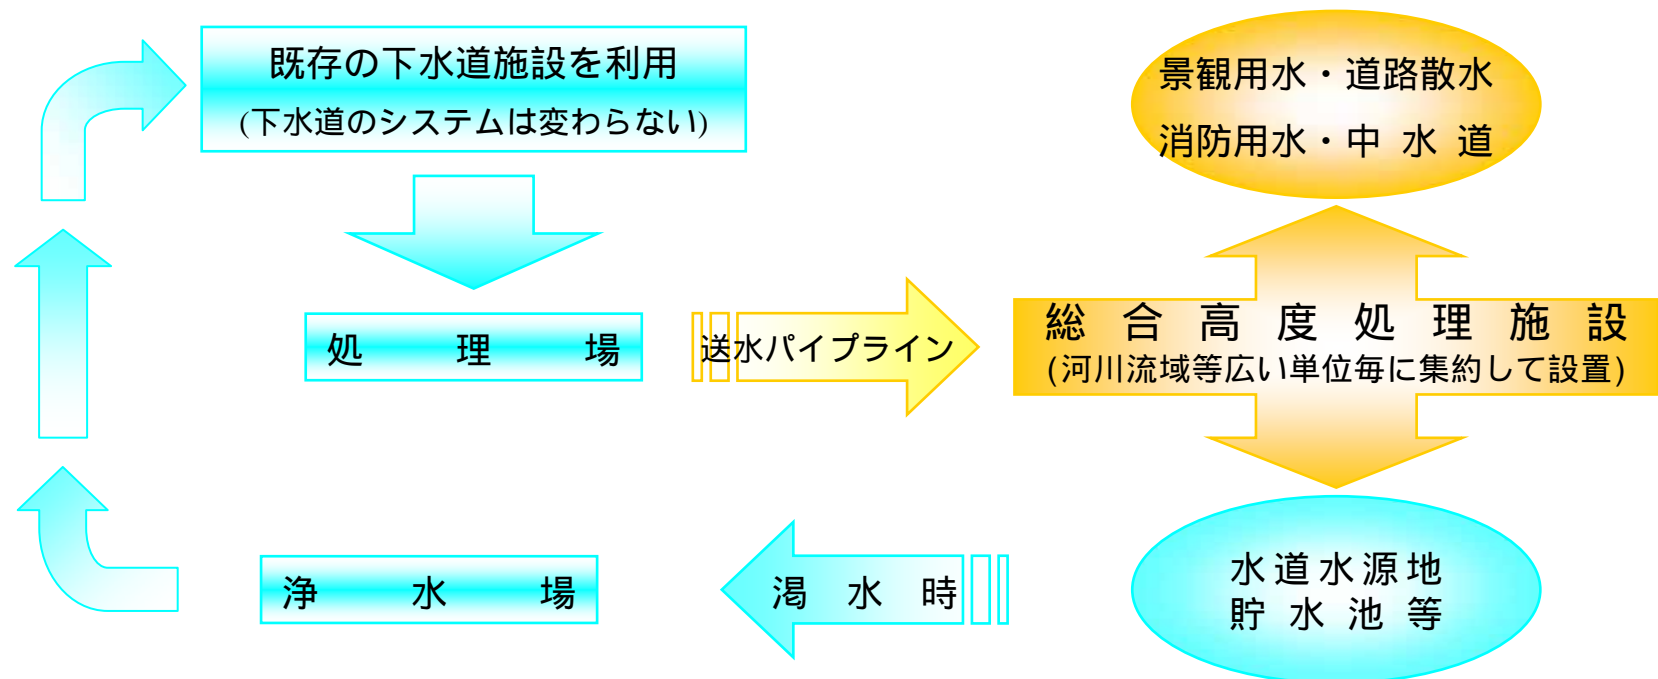 既存の下水道施設を利用
(下水道のシステムは変わらない)
景観用水・道路散水
消防用水・中水道
処理場
送水パイプライン
総合高度処理施設
(河川流域等広い単位毎に集約して設置)
浄水場
渇水時
水道水源地
貯水池等